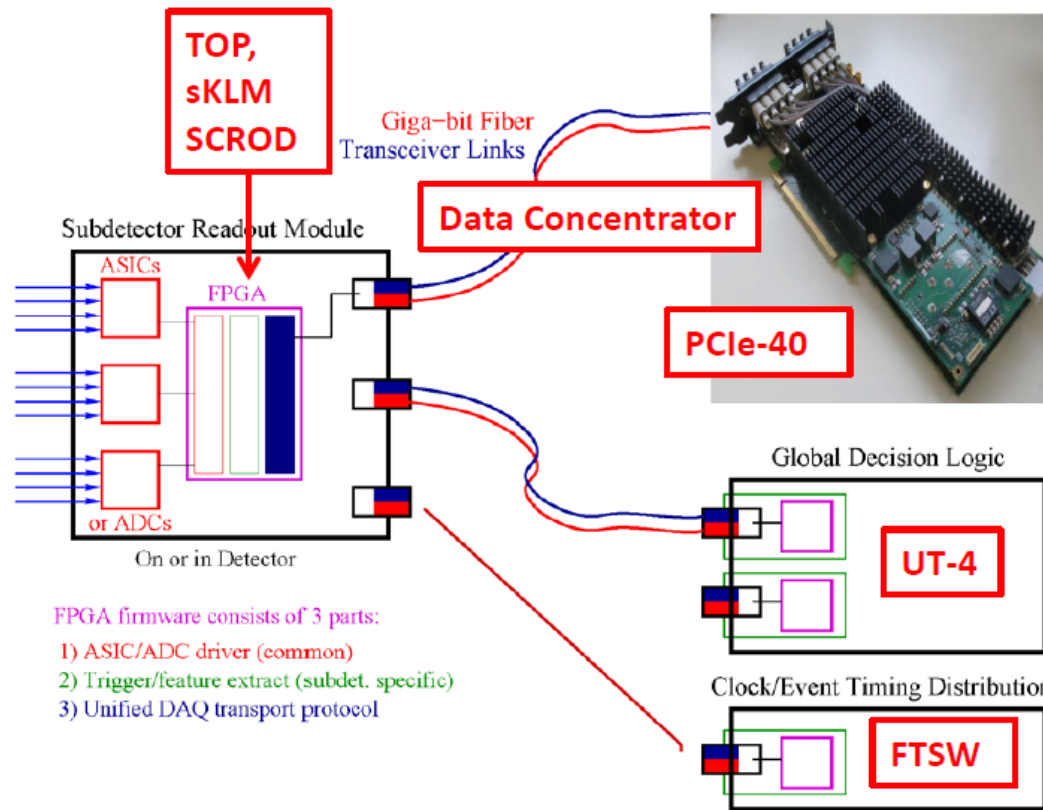 TOP,
sKLM
SCROD
Giga-bit Fiber
Transceiver Links
Data Concentrator
PCIe-40
Subdetector Readout Module
ASICs
FPGA
or ADCs
On or in Detector
FPGA firmware consists of 3 parts:
1) ASIC/ADC driver (common)
2) Trigger/feature extract (subdet. specific)
3) Unified DAQ transport protocol
Global Decision Logic
UT-4
Clock/Event Timing Distribution
FTSW